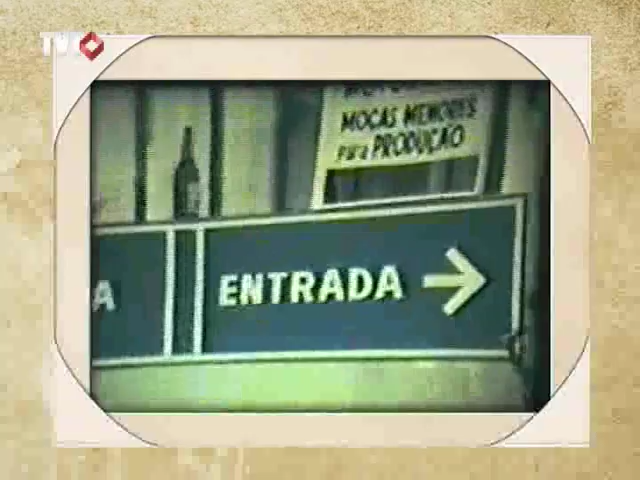 TV
MOÇAS MENORES
para PRODUÇÃO
A
ENTRADA